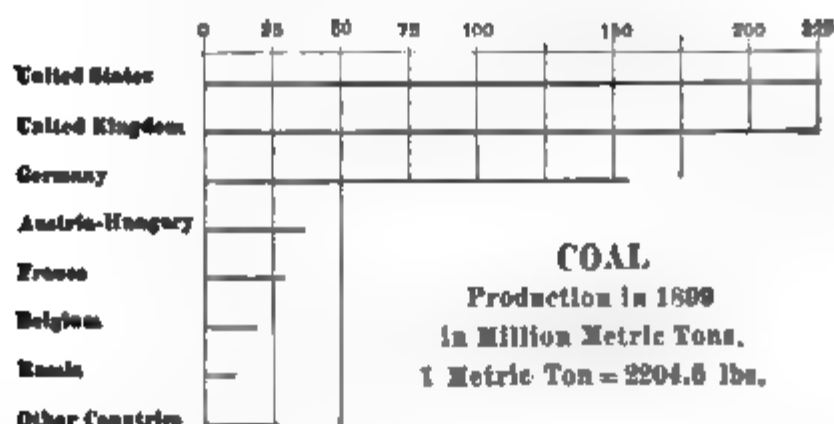 0 25 50 75 100 150 200 225
United States
United Kingdom
Germany
Austria-Hungary
France
Belgium
Russia
Other Countries
COAL
Production in 1899
in Million Metric Tons.
1 Metric Ton = 2204.6 lbs.